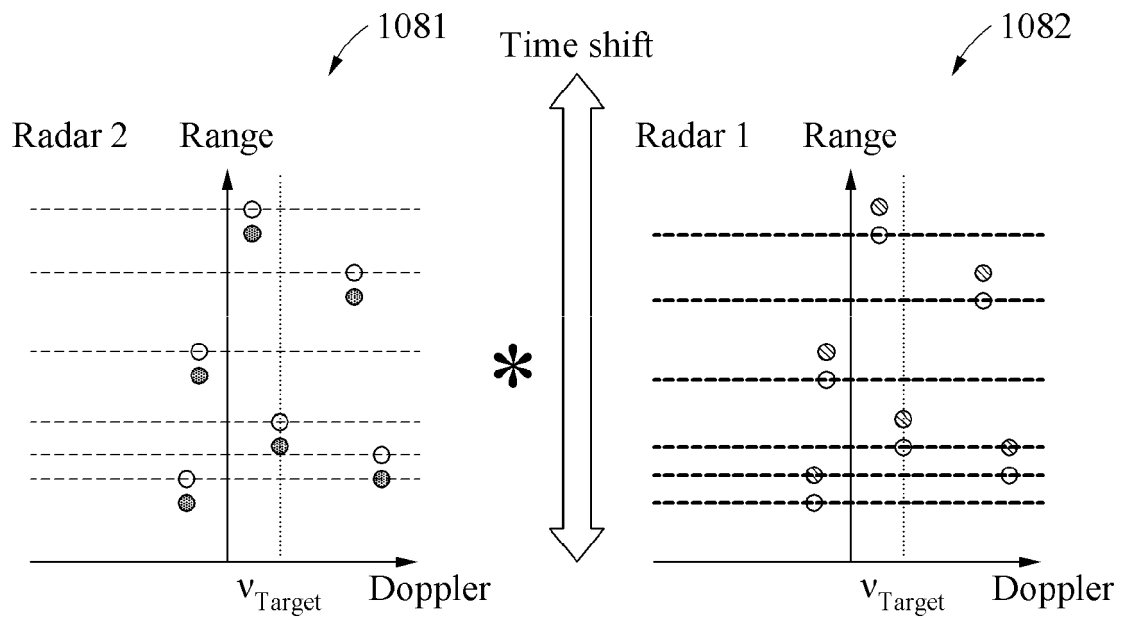 1081
1082
Time shift
Radar 2
Range
Radar 1
Range
*
νTarget
Doppler
νTarget
Doppler